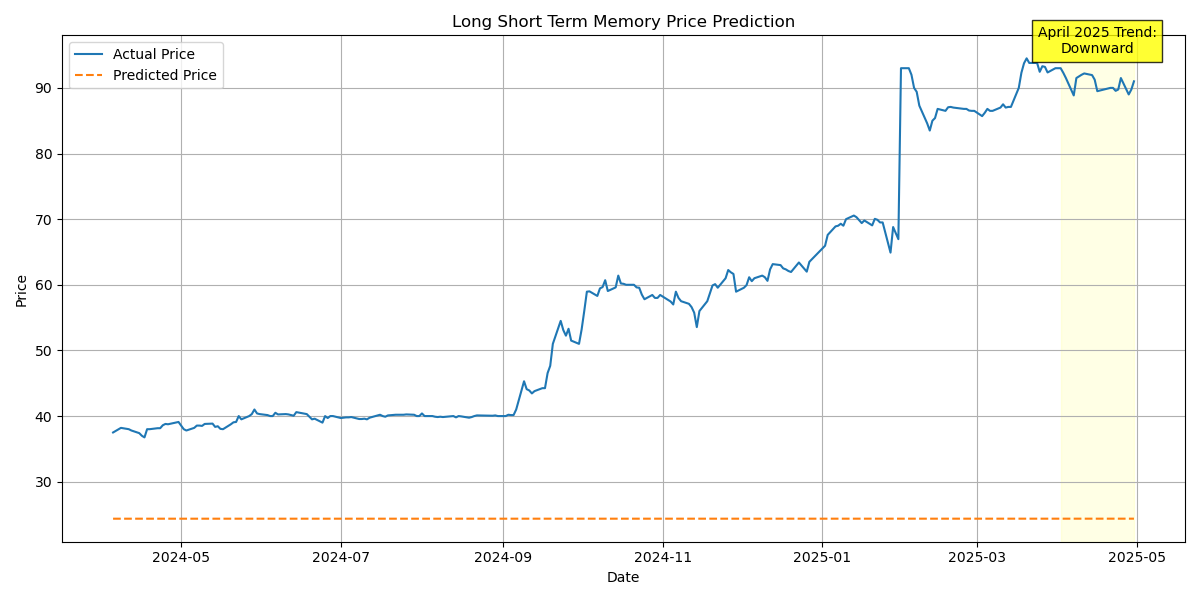 Long Short Term Memory Price Prediction
April 2025 Trend:
Downward
Actual Price
Predicted Price
Price
90
80
70
60
50
40
30
2024-05
2024-07
2024-09
2024-11
2025-01
2025-03
2025-05
Date